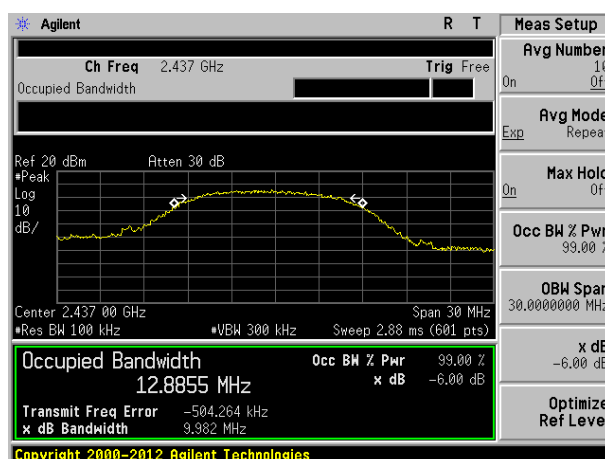 Agilent R T Meas Setup
Ch Freq 2.437 GHz Trig Free
Occupied Bandwidth
Avg Number
10
On Off
Avg Mode
Exp Repeat
Ref 20 dBm Atten 30 dB
#Peak
Log
10
dB/
Max Hold
On Off
Occ BW % Pwr
99.00 %
OBW Span
30.0000000 MHz
Center 2.437 00 GHz Span 30 MHz
#Res BW 100 kHz #VBW 300 kHz Sweep 2.88 ms (601 pts)
Occupied Bandwidth Occ BW % Pwr 99.00 %
12.8855 MHz x dB -6.00 dB
Transmit Freq Error -504.264 kHz
x dB Bandwidth 9.982 MHz
x dB
-6.00 dB
Optimize
Ref Level
Copyright 2000-2012 Agilent Technologies